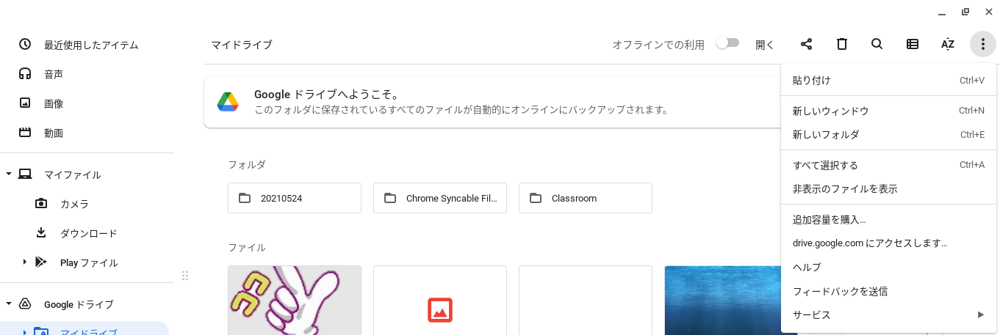 最近使用したアイテム
音声
画像
動画
マイファイル
カメラ
ダウンロード
Play ファイル
Google ドライブ
マイドライブ
マイドライブ
オフラインでの利用
開く
AZ
Google ドライブへようこそ。
このフォルダに保存されているすべてのファイルが自動的にオンラインにバックアップされます。
フォルダ
20210524
Chrome Syncable Fil...
Classroom
ファイル
貼り付け Ctrl+V
新しいウィンドウ Ctrl+N
新しいフォルダ Ctrl+E
すべて選択する Ctrl+A
非表示のファイルを表示
追加容量を購入...
drive.google.com にアクセスします...
ヘルプ
フィードバックを送信
サービス